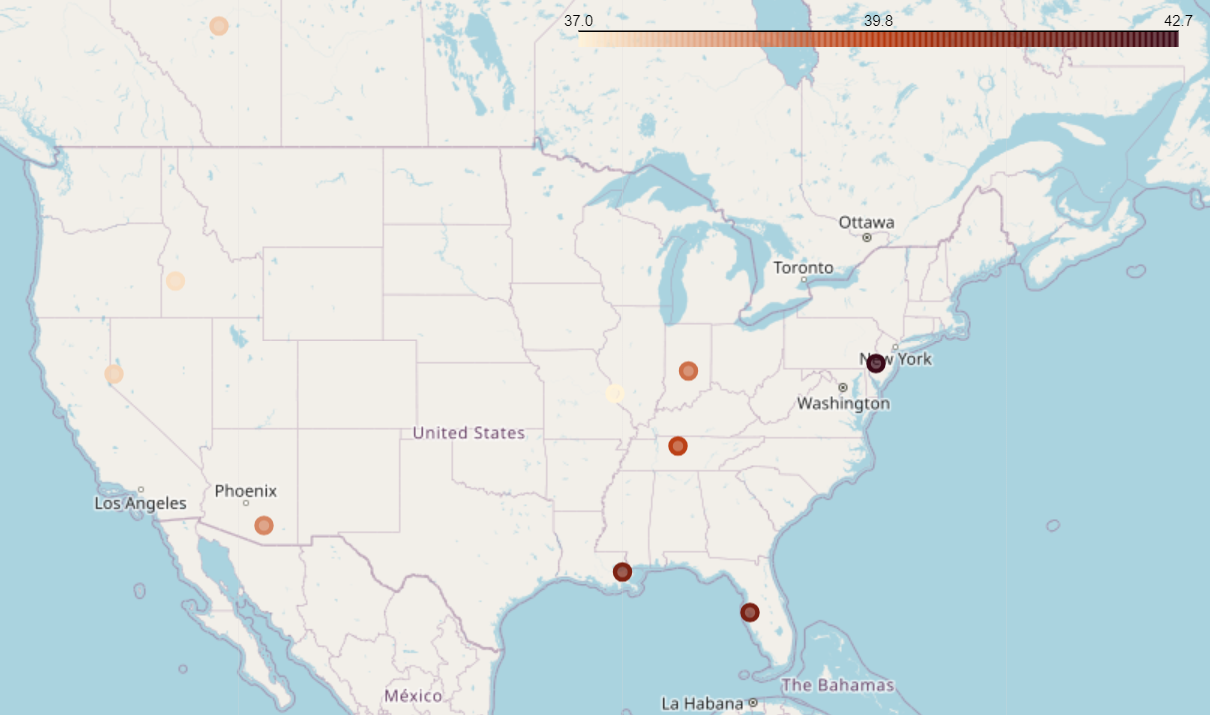 37.0 39.8 42.7
Ottawa
Toronto
New York
Washington
United States
Phoenix
Los Angeles
The Bahamas
México
La Habana